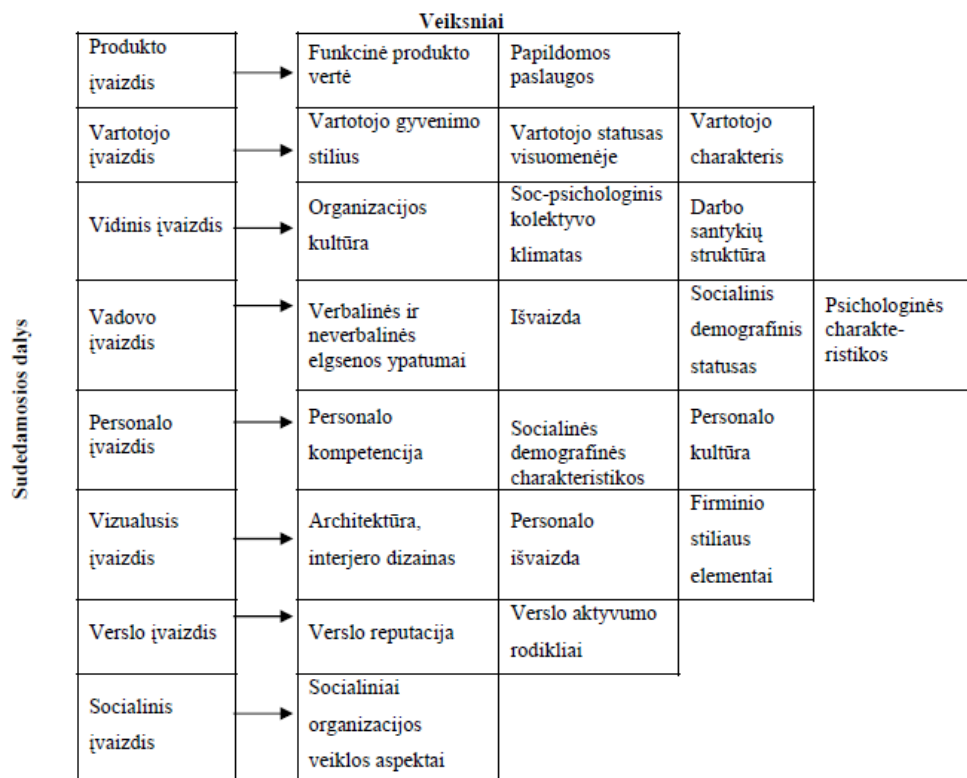 Veiksniai
Sudedamosios dalys
Produkto
įvaizdis
Funkcinė produkto
vertė
Papildomos
paslaugos
Vartotojo
įvaizdis
Vartotojo gyvenimo
stilius
Vartotojo statusas
visuomenėje
Vartotojo
charakteris
Vidinis įvaizdis
Organizacijos
kultūra
Soc-psichologinis
kolektyvo
klimatas
Darbo
santykių
struktūra
Vadovo
įvaizdis
Verbalinės ir
neverbalinės
elgsenos ypatumai
Išvaizda
Socialinis
demografinis
statusas
Psichologinės
charakte-
ristikos
Personalo
įvaizdis
Personalo
kompetencija
Socialinės
demografinės
charakteristikos
Personalo
kultūra
Vizualusis
įvaizdis
Architektūra,
interjero dizainas
Personalo
išvaizda
Firminio
stiliaus
elementai
Verslo įvaizdis
Verslo reputacija
Verslo aktyvumo
rodikliai
Socialinis
įvaizdis
Socialiniai
organizacijos
veiklos aspektai